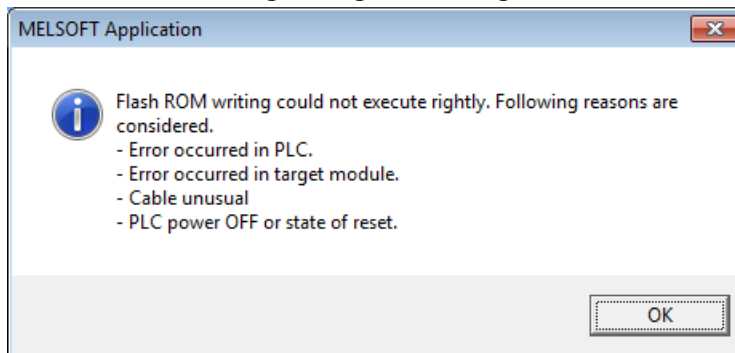 MELSOFT Application
Flash ROM writing could not execute rightly. Following reasons are
considered.
- Error occurred in PLC.
- Error occurred in target module.
- Cable unusual
- PLC power OFF or state of reset.
OK